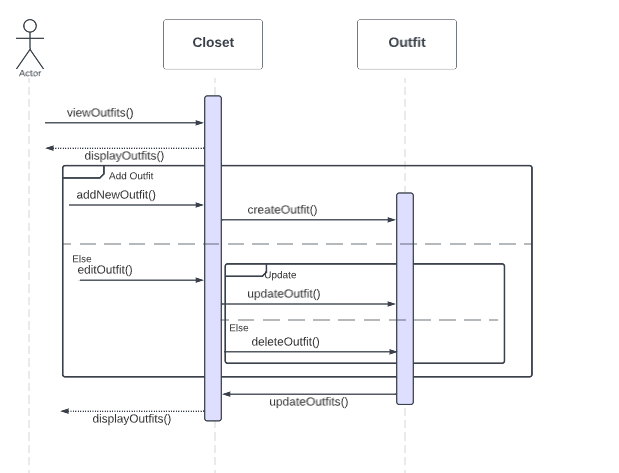 Closet
Outfit
Actor
viewOutfits()
displayOutfits()
Add Outfit
addNewOutfit()
createOutfit()
Else
editOutfit()
Update
updateOutfit()
Else
deleteOutfit()
updateOutfits()
displayOutfits()